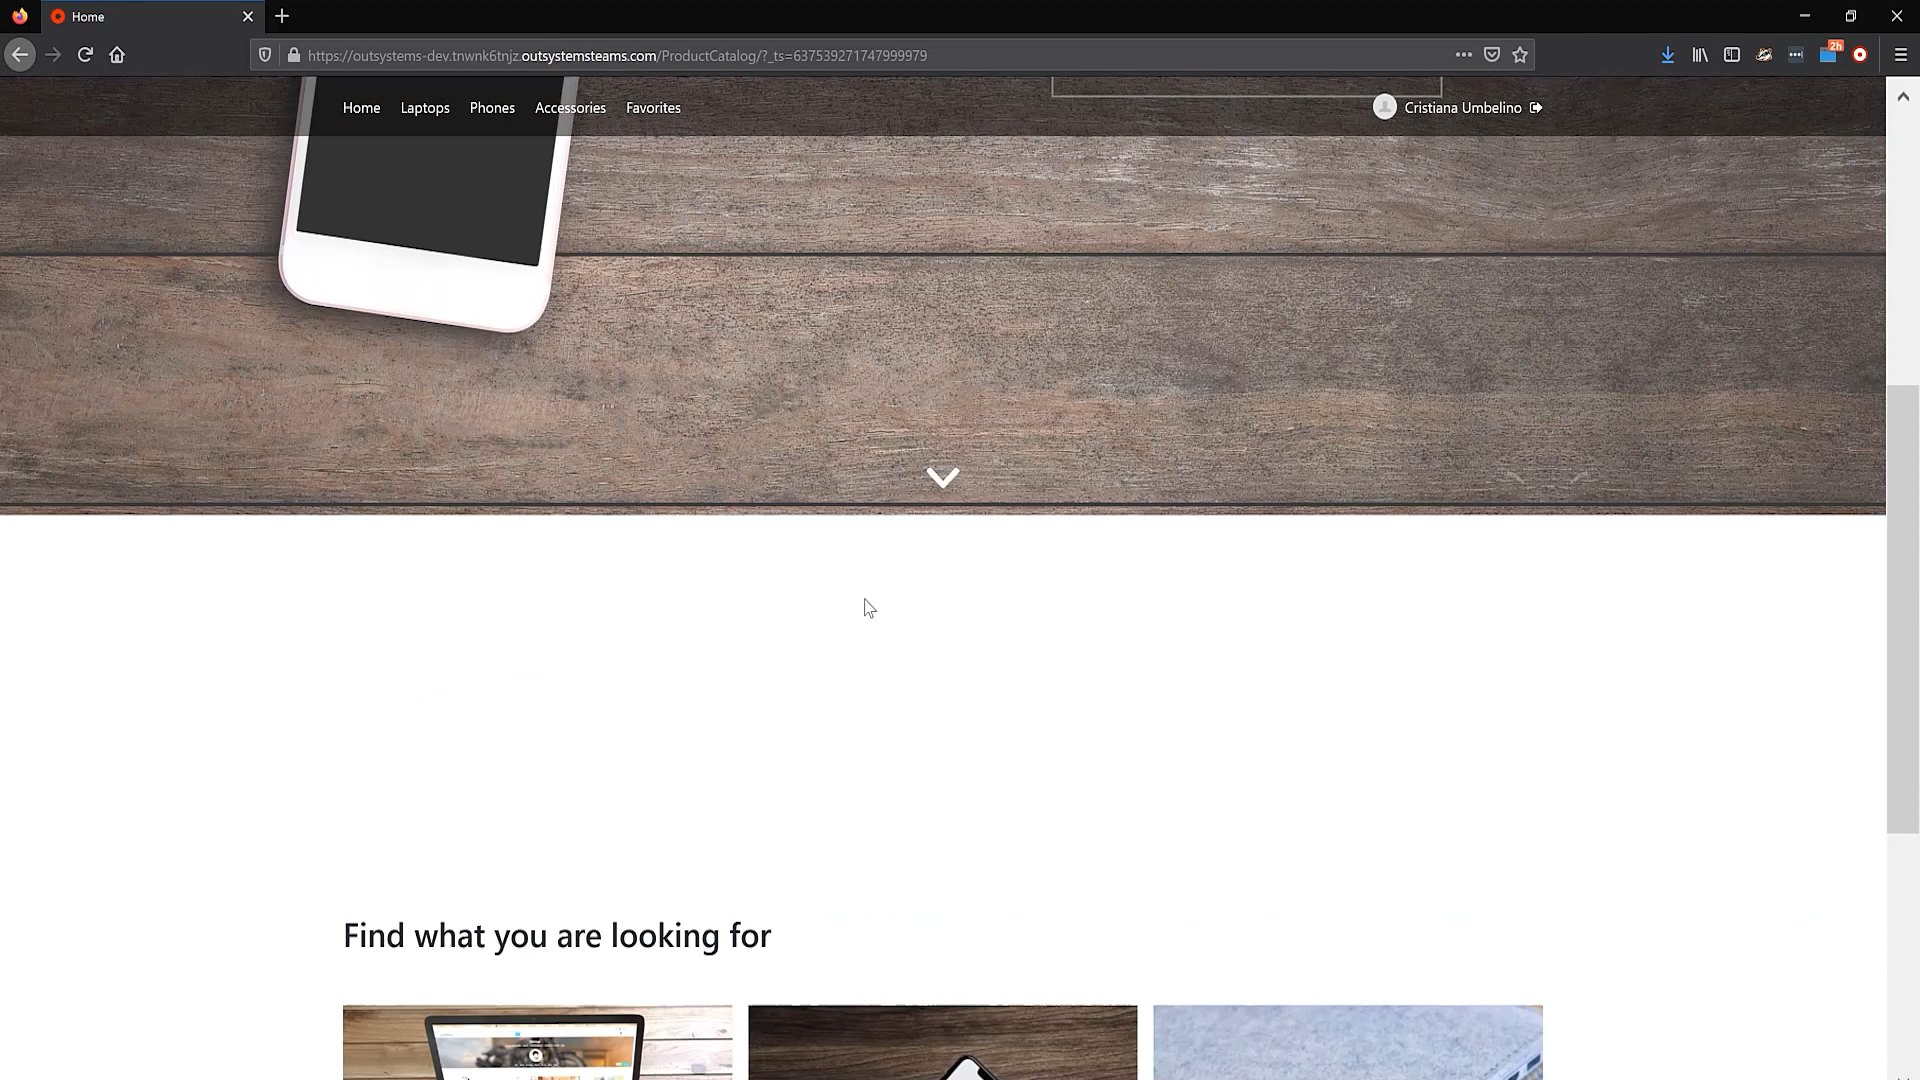 Home
https://outsystems-dev.tnwnk6tnjz.outsystemsteams.com/ProductCatalog/?_ts=637539271747999979
2h
Home Laptops Phones Accessories Favorites
Cristiana Umbelino
Find what you are looking for